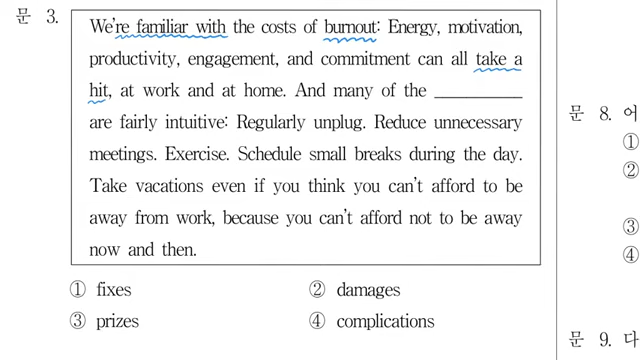 문 3.
We're familiar with the costs of burnout: Energy, motivation,
productivity, engagement, and commitment can all take a
hit, at work and at home. And many of the __________
are fairly intuitive: Regularly unplug. Reduce unnecessary
meetings. Exercise. Schedule small breaks during the day.
Take vacations even if you think you can't afford to be
away from work, because you can't afford not to be away
now and then.
① fixes ② damages
③ prizes ④ complications
문 8. 어
①
②
③
④
문 9. 다